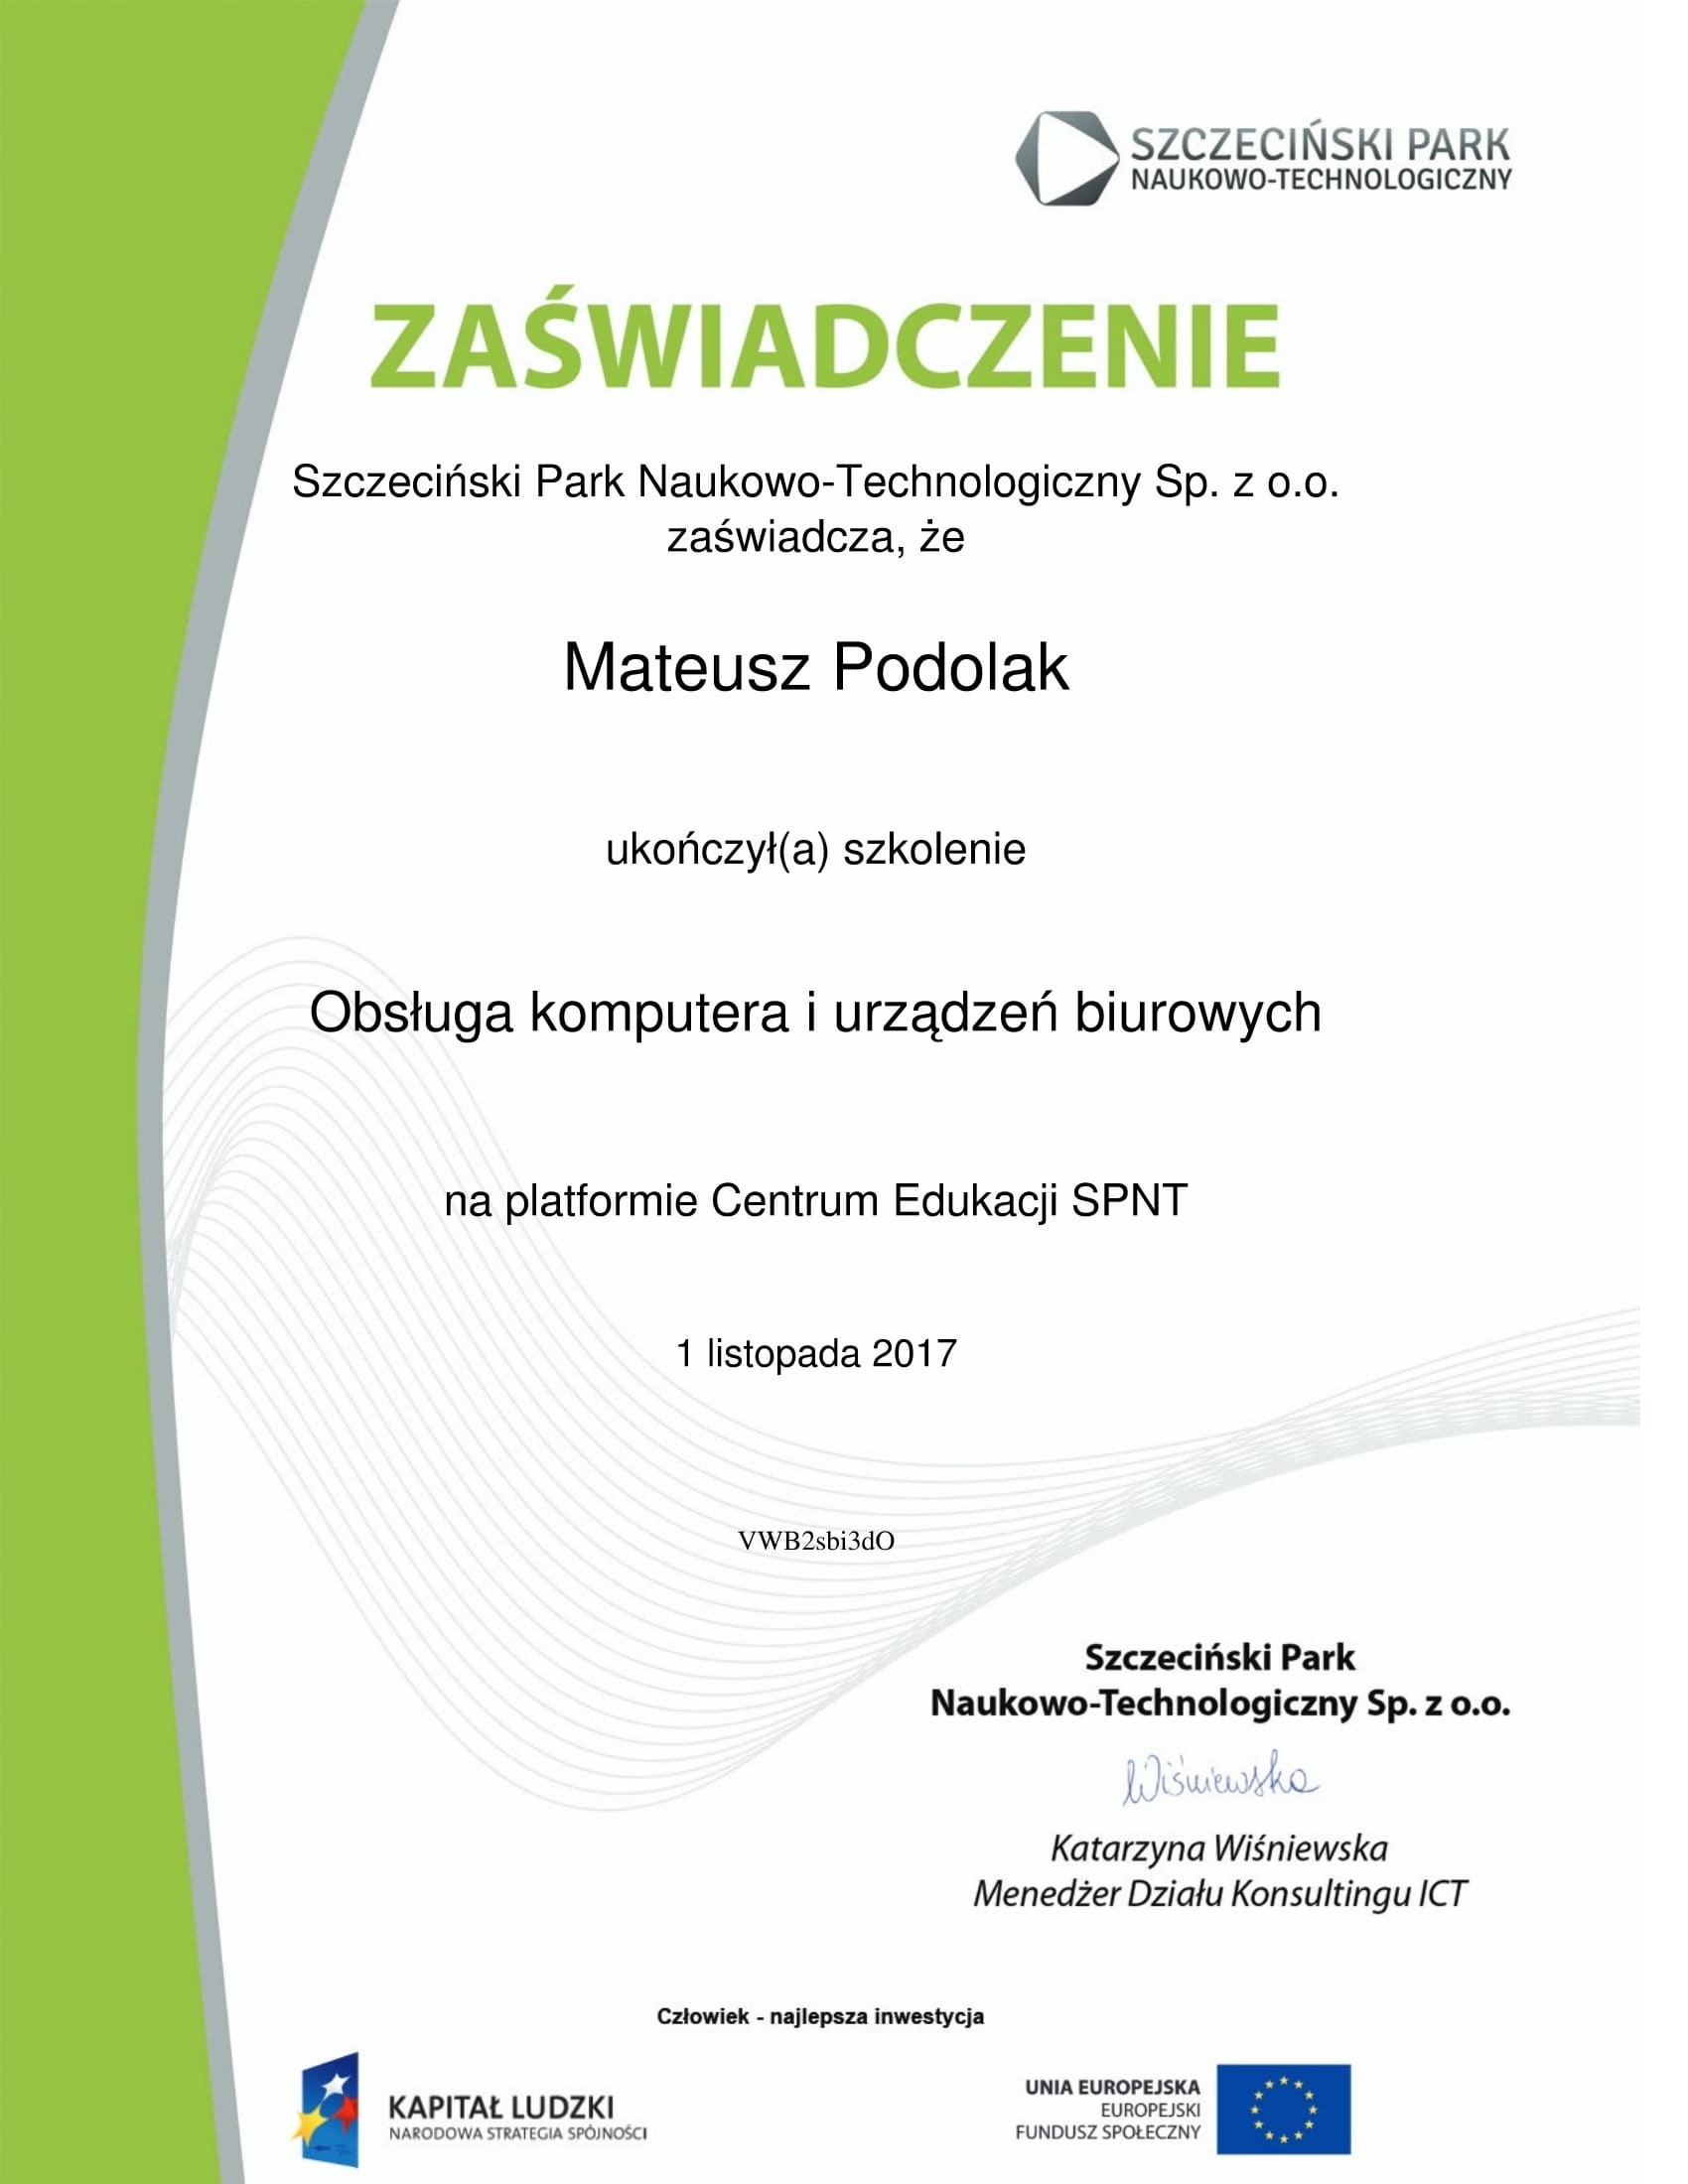 SZCZECIŃSKI PARK
NAUKOWO-TECHNOLOGICZNY
ZAŚWIADCZENIE
Szczeciński Park Naukowo-Technologiczny Sp. z o.o.
zaświadcza, że
Mateusz Podolak
ukończył(a) szkolenie
Obsługa komputera i urządzeń biurowych
na platformie Centrum Edukacji SPNT
1 listopada 2017
VWB2sbi3dO
Szczeciński Park
Naukowo-Technologiczny Sp. z o.o.
Wiśniewska
Katarzyna Wiśniewska
Menedżer Działu Konsultingu ICT
Człowiek - najlepsza inwestycja
KAPITAŁ LUDZKI
NARODOWA STRATEGIA SPÓJNOŚCI
UNIA EUROPEJSKA
EUROPEJSKI
FUNDUSZ SPOŁECZNY